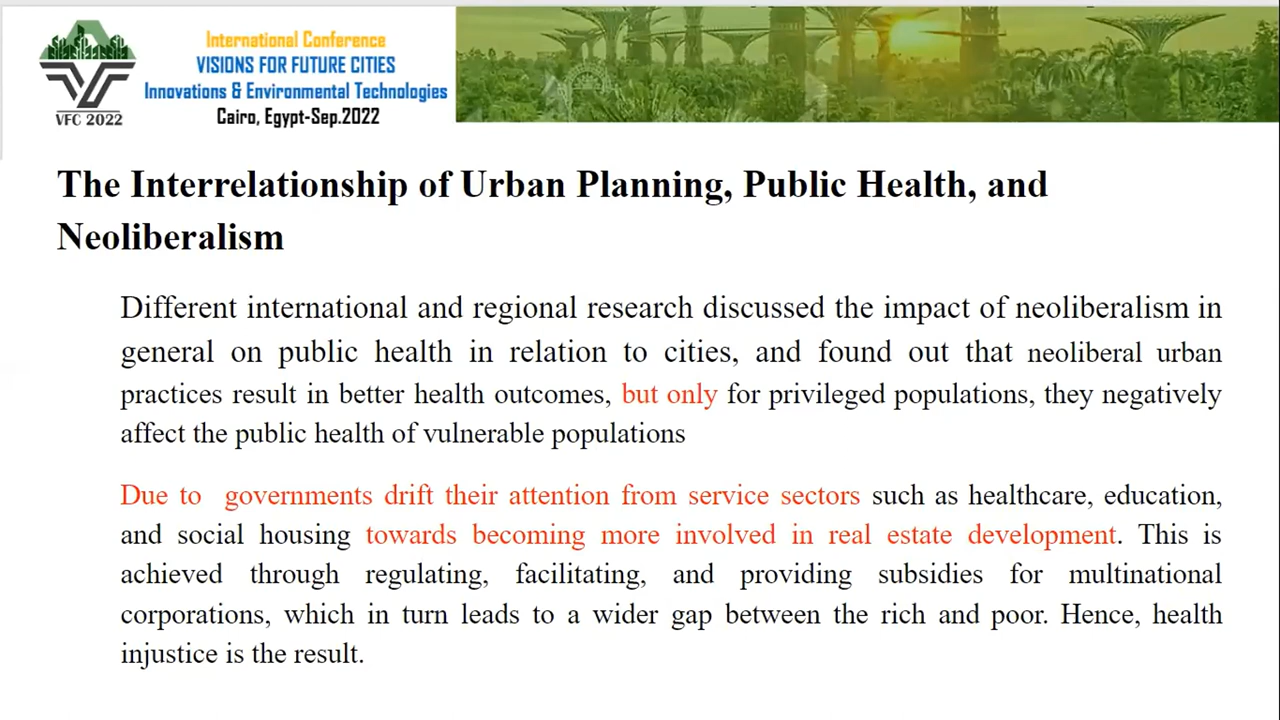 International Conference
VISIONS FOR FUTURE CITIES
Innovations & Environmental Technologies
Cairo, Egypt-Sep.2022
VFC 2022
The Interrelationship of Urban Planning, Public Health, and
Neoliberalism
Different international and regional research discussed the impact of neoliberalism in
general on public health in relation to cities, and found out that neoliberal urban
practices result in better health outcomes, but only for privileged populations, they negatively
affect the public health of vulnerable populations
Due to governments drift their attention from service sectors such as healthcare, education,
and social housing towards becoming more involved in real estate development. This is
achieved through regulating, facilitating, and providing subsidies for multinational
corporations, which in turn leads to a wider gap between the rich and poor. Hence, health
injustice is the result.